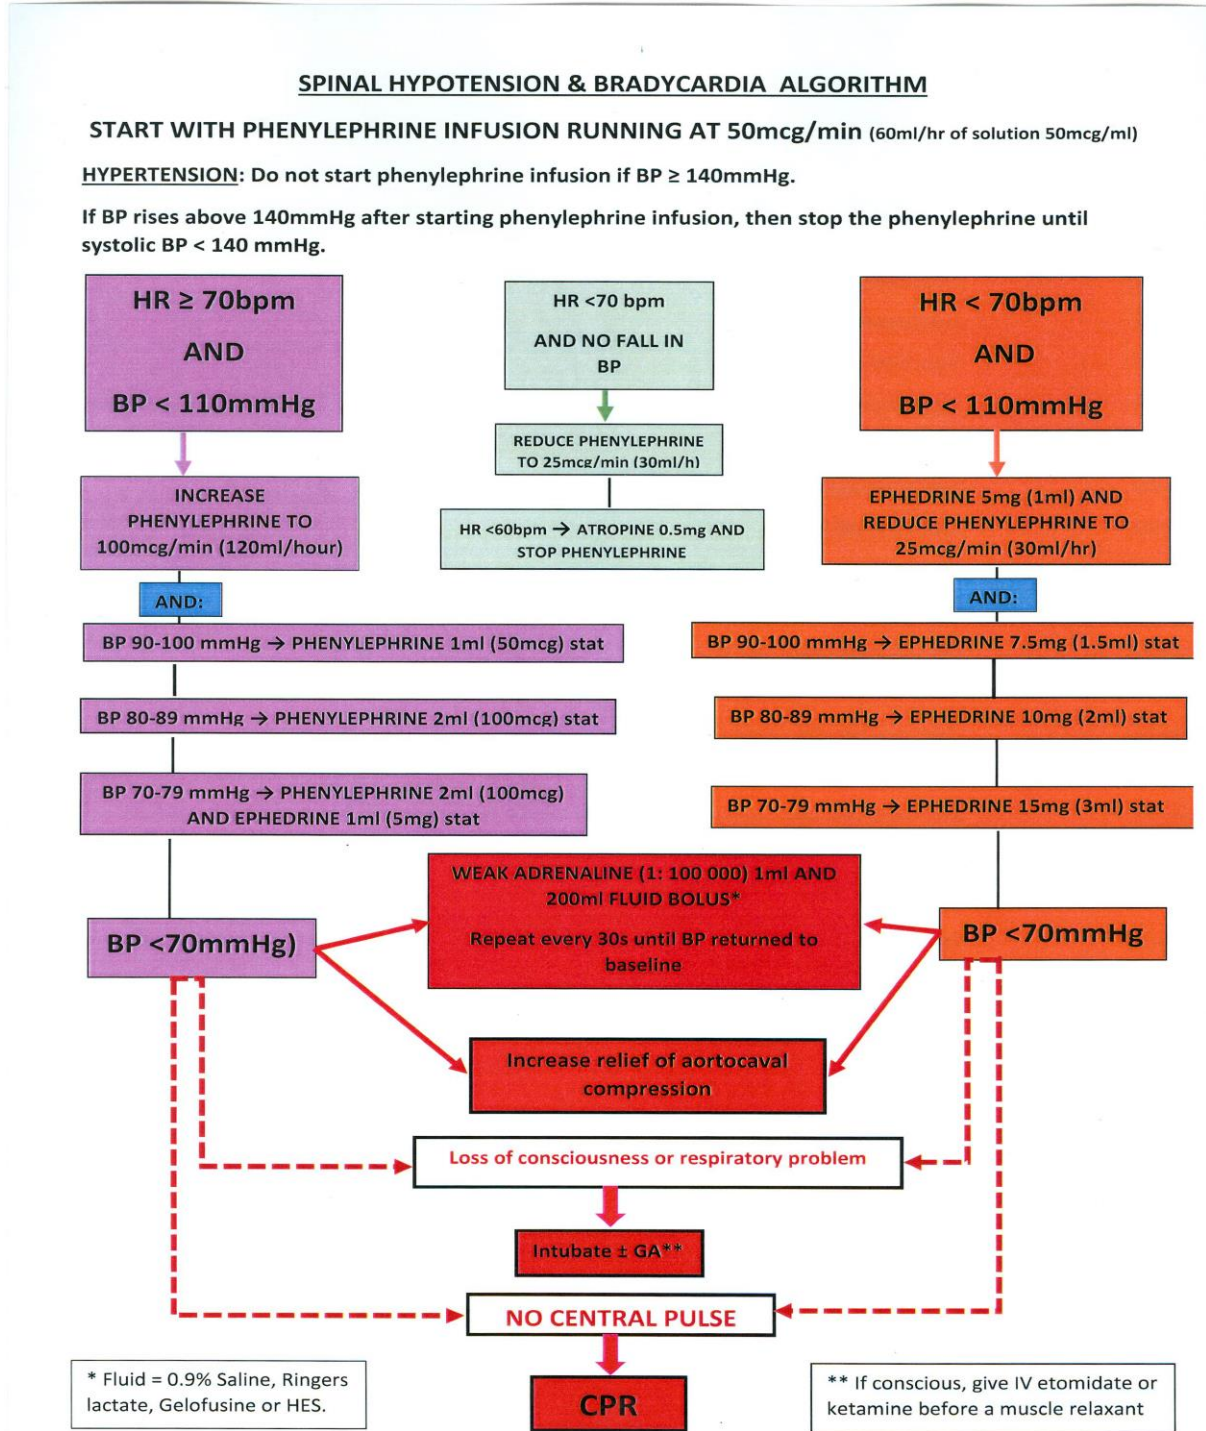 SPINAL HYPOTENSION & BRADYCARDIA ALGORITHM
START WITH PHENYLEPHRINE INFUSION RUNNING AT 50mcg/min (60ml/hr of solution 50mcg/ml)
HYPERTENSION: Do not start phenylephrine infusion if BP ≥ 140mmHg.
If BP rises above 140mmHg after starting phenylephrine infusion, then stop the phenylephrine until
systolic BP < 140 mmHg.
HR ≥ 70bpm
AND
BP < 110mmHg
INCREASE
PHENYLEPHRINE TO
100mcg/min (120ml/hour)
AND:
BP 90-100 mmHg → PHENYLEPHRINE 1ml (50mcg) stat
BP 80-89 mmHg → PHENYLEPHRINE 2ml (100mcg) stat
BP 70-79 mmHg → PHENYLEPHRINE 2ml (100mcg)
AND EPHEDRINE 1ml (5mg) stat
BP <70mmHg)
HR <70 bpm
AND NO FALL IN
BP
REDUCE PHENYLEPHRINE
TO 25mcg/min (30ml/h)
HR <60bpm → ATROPINE 0.5mg AND
STOP PHENYLEPHRINE
HR < 70bpm
AND
BP < 110mmHg
EPHEDRINE 5mg (1ml) AND
REDUCE PHENYLEPHRINE TO
25mcg/min (30ml/hr)
AND:
BP 90-100 mmHg → EPHEDRINE 7.5mg (1.5ml) stat
BP 80-89 mmHg → EPHEDRINE 10mg (2ml) stat
BP 70-79 mmHg → EPHEDRINE 15mg (3ml) stat
BP <70mmHg
WEAK ADRENALINE (1: 100 000) 1ml AND
200ml FLUID BOLUS*
Repeat every 30s until BP returned to
baseline
Increase relief of aortocaval
compression
Loss of consciousness or respiratory problem
Intubate ± GA**
NO CENTRAL PULSE
CPR
* Fluid = 0.9% Saline, Ringers
lactate, Gelofusine or HES.
** If conscious, give IV etomidate or
ketamine before a muscle relaxant